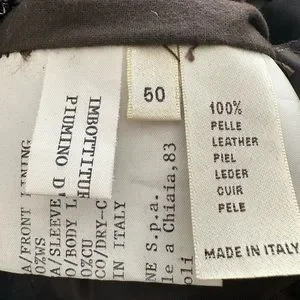 50
100%
PELLE
LEATHER
PIEL
LEDER
CUIR
PELE
MADE IN ITALY
IMBOTTITUR
PIUMINO D'
A/FRONT LINING
0%WS
A/SLEEVE
O/BODY L
0%CU
CO/DRY-C
IN ITALY
NE S.p.a.
le a Chiaia,83
oli